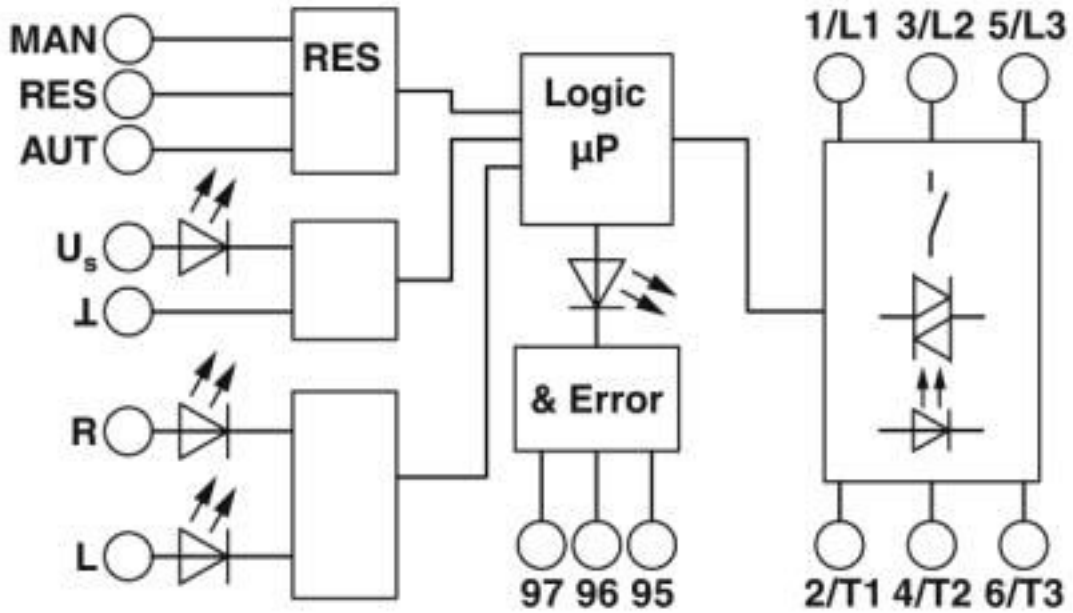 MAN
RES
AUT
RES
U_s
⊥
R
L
Logic
μP
& Error
97 96 95
1/L1 3/L2 5/L3
2/T1 4/T2 6/T3